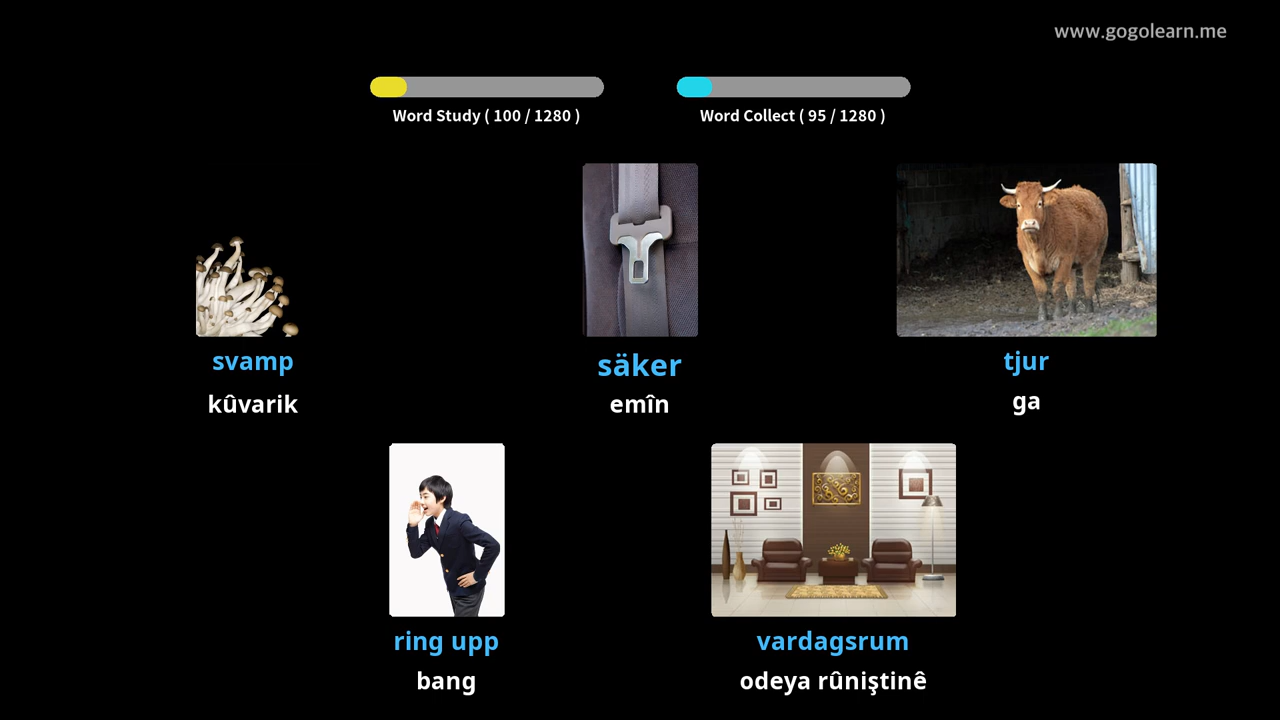 www.gogolearn.me
Word Study ( 100 / 1280 )
Word Collect ( 95 / 1280 )
svamp
kûvarik
säker
emîn
tjur
ga
ring upp
bang
vardagsrum
odeya rûniştinê